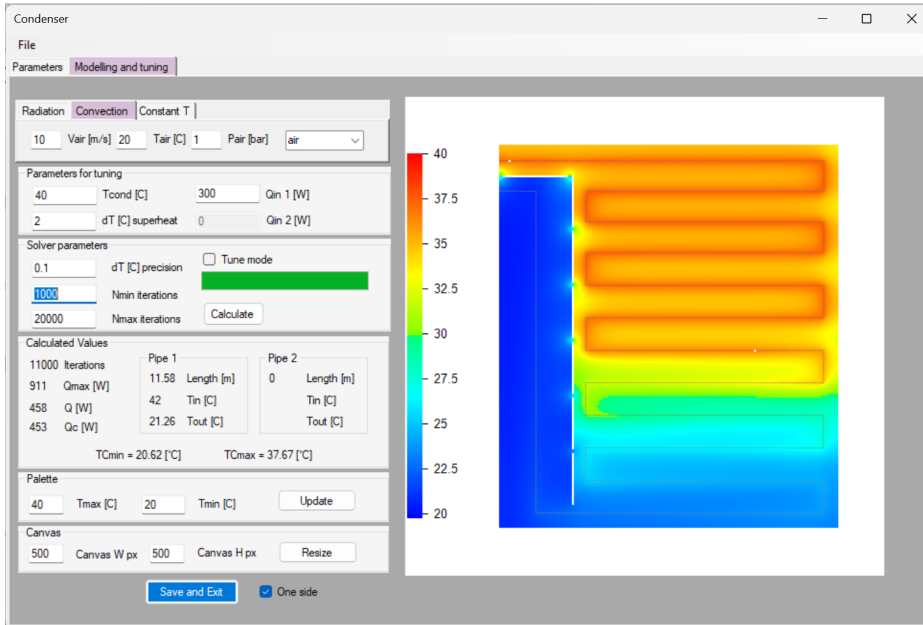 Condenser
File
Parameters Modelling and tuning
Radiation Convection Constant T
10 Vair [m/s] 20 Tair [C] 1 Pair [bar] air
Parameters for tuning
40 Tcond [C] 300 Qin 1 [W]
2 dT [C] superheat 0 Qin 2 [W]
Solver parameters
0.1 dT [C] precision Tune mode
1000 Nmin iterations
20000 Nmax iterations Calculate
Calculated Values
11000 Iterations
911 Qmax [W]
458 Q [W]
453 Qc [W]
Pipe 1
11.58 Length [m]
42 Tin [C]
21.26 Tout [C]
Pipe 2
0 Length [m]
Tin [C]
Tout [C]
TCmin = 20.62 [°C] TCmax = 37.67 [°C]
Palette
40 Tmax [C] 20 Tmin [C] Update
Canvas
500 Canvas W px 500 Canvas H px Resize
Save and Exit One side
40
37.5
35
32.5
30
27.5
25
22.5
20